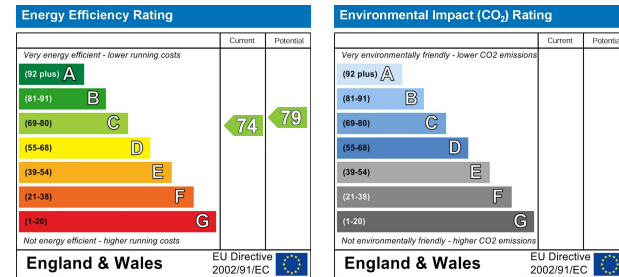 Energy Efficiency Rating
Current Potential
Very energy efficient - lower running costs
(92 plus) A
(81-91) B
(69-80) C
74 79
(55-68) D
(39-54) E
(21-38) F
(1-20) G
Not energy efficient - higher running costs
England & Wales
EU Directive
2002/91/EC
Environmental Impact (CO₂) Rating
Current Potentia
Very environmentally friendly - lower CO2 emissions
(92 plus) A
(81-91) B
(69-80) C
(55-68) D
(39-54) E
(21-38) F
(1-20) G
Not environmentally friendly - higher CO2 emissions
England & Wales
EU Directive
2002/91/EC